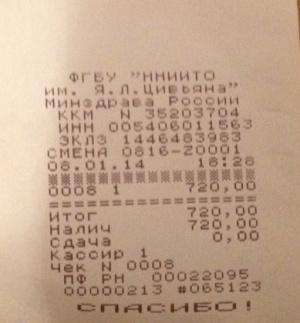 ФГБУ "ННИИТО
им. Я.Л.Цивьяна"
Минздрава России
ККМ N 35203704
ИНН 005406011563
ЭКЛЗ 1446483983
СМЕНА 0816-Z0001
08.01.14 18:28
0008 1 720,00
==================
Итог 720,00
Налич 720,00
Сдача 0,00
Кассир 1
Чек N 0008
ПФ РН 00022095
00000213 #065123
СПАСИБО!